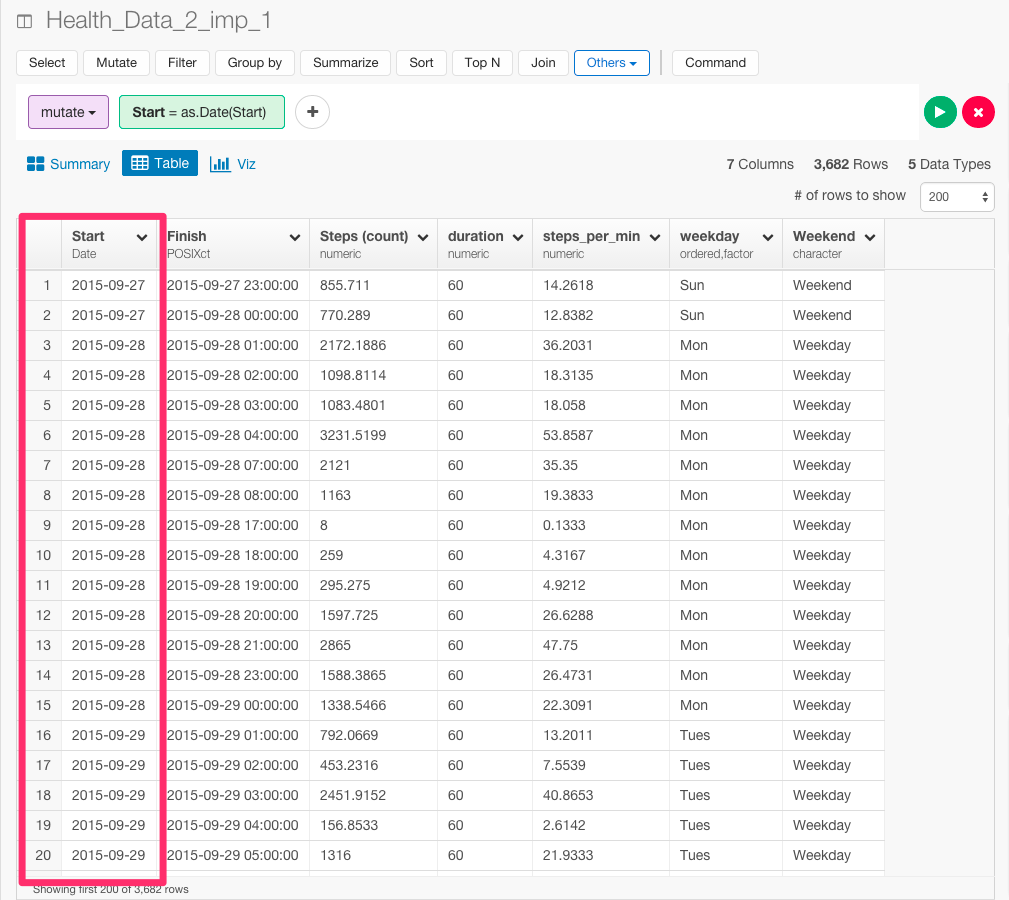 Health_Data_2_imp_1
Select Mutate Filter Group by Summarize Sort Top N Join Others Command
mutate Start = as.Date(Start) +
Summary Table Viz 7 Columns 3,682 Rows 5 Data Types
# of rows to show 200
Start Finish Steps (count) duration steps_per_min weekday Weekend
Date POSIXct numeric numeric numeric ordered,factor character
1 2015-09-27 2015-09-27 23:00:00 855.711 60 14.2618 Sun Weekend
2 2015-09-27 2015-09-28 00:00:00 770.289 60 12.8382 Sun Weekend
3 2015-09-28 2015-09-28 01:00:00 2172.1886 60 36.2031 Mon Weekday
4 2015-09-28 2015-09-28 02:00:00 1098.8114 60 18.3135 Mon Weekday
5 2015-09-28 2015-09-28 03:00:00 1083.4801 60 18.058 Mon Weekday
6 2015-09-28 2015-09-28 04:00:00 3231.5199 60 53.8587 Mon Weekday
7 2015-09-28 2015-09-28 07:00:00 2121 60 35.35 Mon Weekday
8 2015-09-28 2015-09-28 08:00:00 1163 60 19.3833 Mon Weekday
9 2015-09-28 2015-09-28 17:00:00 8 60 0.1333 Mon Weekday
10 2015-09-28 2015-09-28 18:00:00 259 60 4.3167 Mon Weekday
11 2015-09-28 2015-09-28 19:00:00 295.275 60 4.9212 Mon Weekday
12 2015-09-28 2015-09-28 20:00:00 1597.725 60 26.6288 Mon Weekday
13 2015-09-28 2015-09-28 21:00:00 2865 60 47.75 Mon Weekday
14 2015-09-28 2015-09-28 23:00:00 1588.3865 60 26.4731 Mon Weekday
15 2015-09-28 2015-09-29 00:00:00 1338.5466 60 22.3091 Mon Weekday
16 2015-09-29 2015-09-29 01:00:00 792.0669 60 13.2011 Tues Weekday
17 2015-09-29 2015-09-29 02:00:00 453.2316 60 7.5539 Tues Weekday
18 2015-09-29 2015-09-29 03:00:00 2451.9152 60 40.8653 Tues Weekday
19 2015-09-29 2015-09-29 04:00:00 156.8533 60 2.6142 Tues Weekday
20 2015-09-29 2015-09-29 05:00:00 1316 60 21.9333 Tues Weekday
Showing first 200 of 3,682 rows